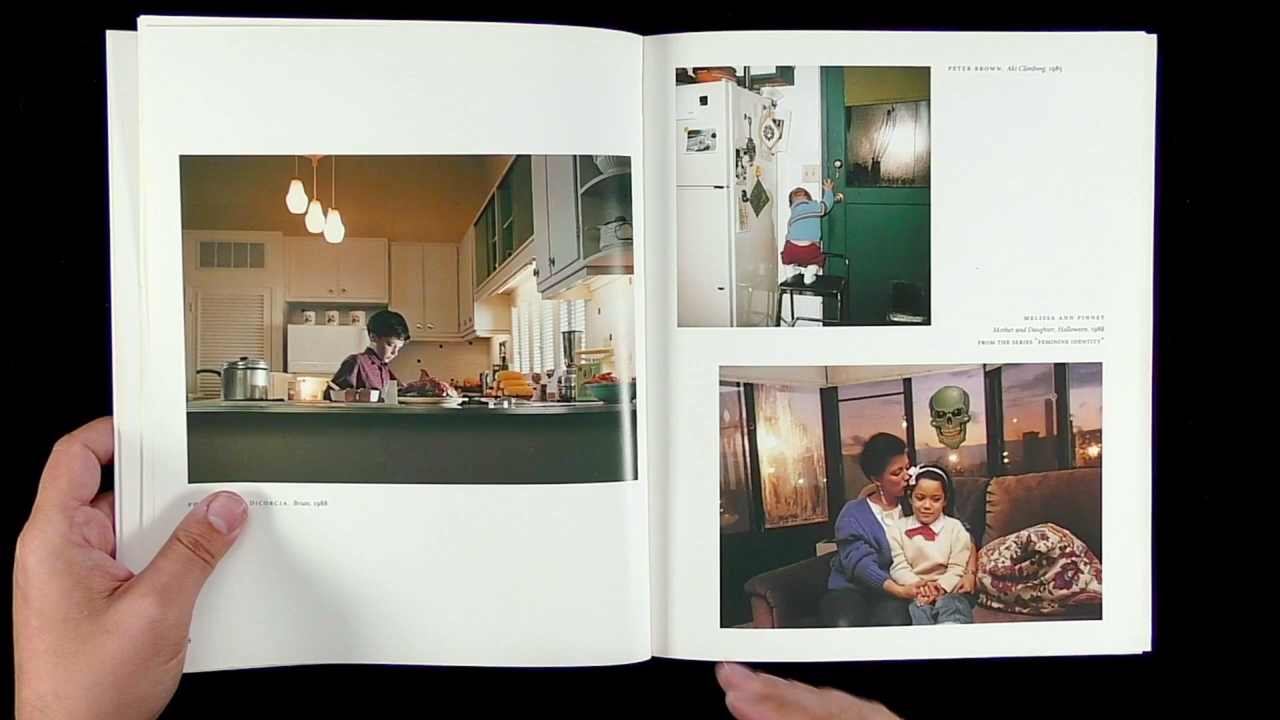 DICORCIA, Brian, 1988
PETER BROWN, Aki Climbing, 1985
MELISSA ANN PINNEY
Mother and Daughter, Halloween, 1988
FROM THE SERIES "FEMININE IDENTITY"